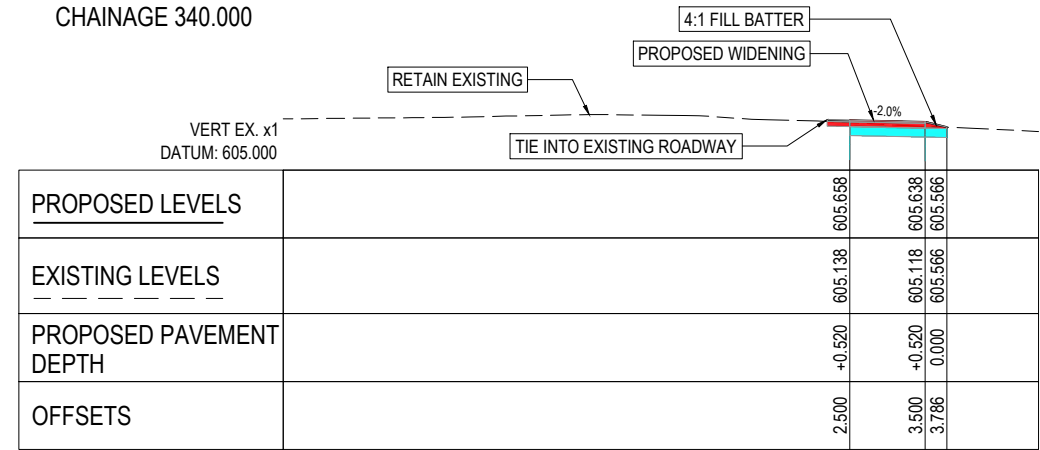 CHAINAGE 340.000
4:1 FILL BATTER
PROPOSED WIDENING
RETAIN EXISTING
-2.0%
VERT EX. x1
DATUM: 605.000
TIE INTO EXISTING ROADWAY
PROPOSED LEVELS
605.658
605.638
605.566
EXISTING LEVELS
605.138
605.118
605.566
PROPOSED PAVEMENT
DEPTH
+0.520
+0.520
0.000
OFFSETS
2.500
3.500
3.786